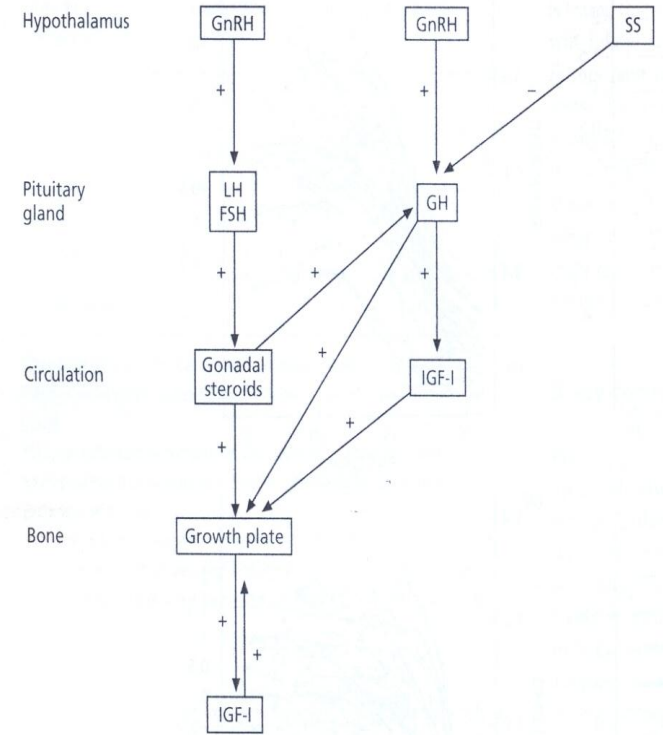 Hypothalamus
GnRH
GnRH
SS
+
+
–
Pituitary
gland
LH
FSH
GH
+
+
+
Circulation
Gonadal
steroids
+
IGF-I
+
+
Bone
Growth plate
+
+
IGF-I